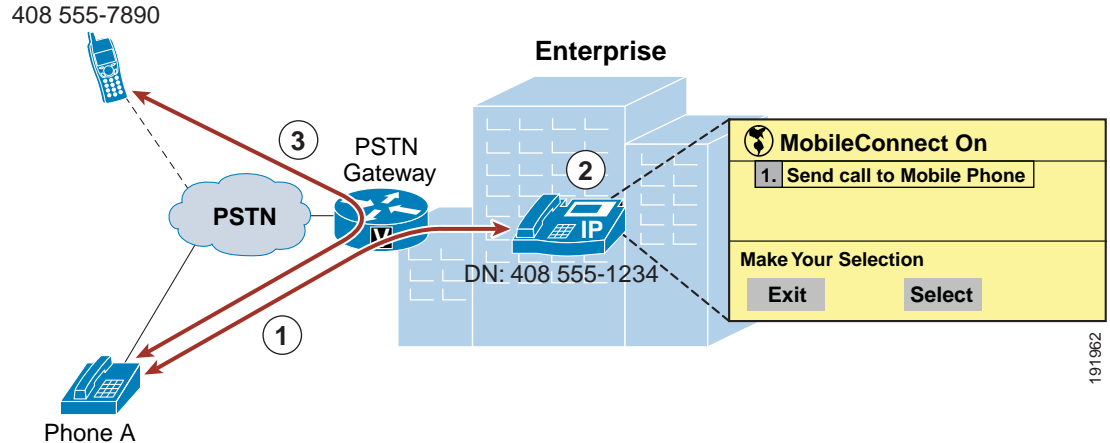 408 555-7890
Enterprise
3
PSTN
Gateway
2
MobileConnect On
1. Send call to Mobile Phone
PSTN
V
IP
DN: 408 555-1234
Make Your Selection
Exit Select
1
191962
Phone A